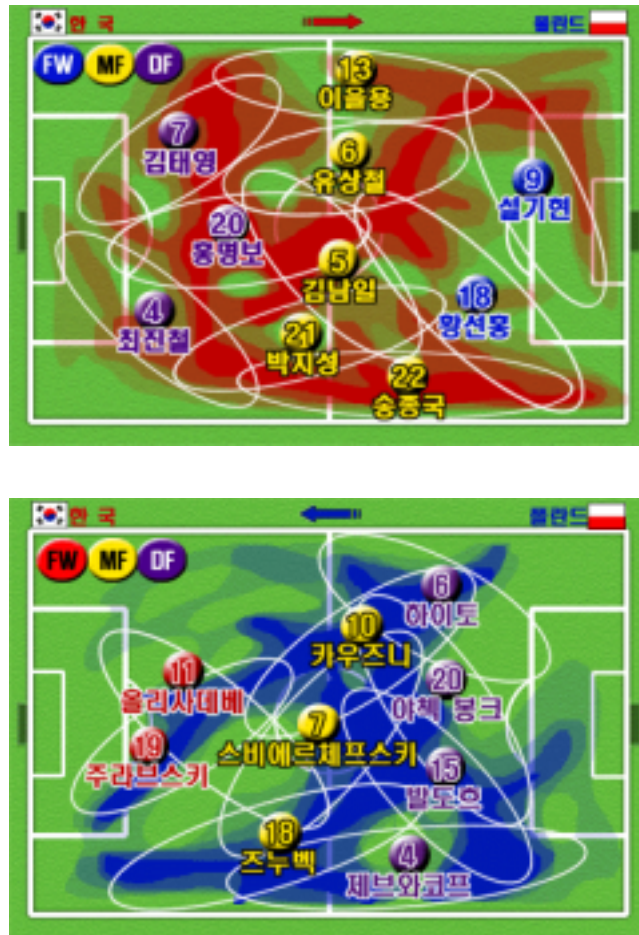 한 국
폴란드
FW MF DF
13
이을용
7
김태영
6
유상철
9
설기현
20
홍명보
5
김남일
18
황선홍
4
최진철
21
박지성
22
송종국
한 국
폴란드
FW MF DF
6
하이토
10
카우즈니
11
올리사데베
20
야첵 봉크
7
스비에르체프스키
19
주라브스키
15
발도흐
18
즈누벡
4
제브와코프